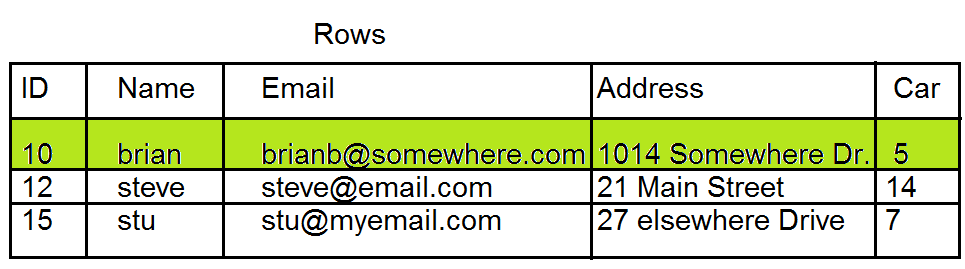 Rows
ID Name Email Address Car
10 brian brianb@somewhere.com 1014 Somewhere Dr. 5
12 steve steve@email.com 21 Main Street 14
15 stu stu@myemail.com 27 elsewhere Drive 7